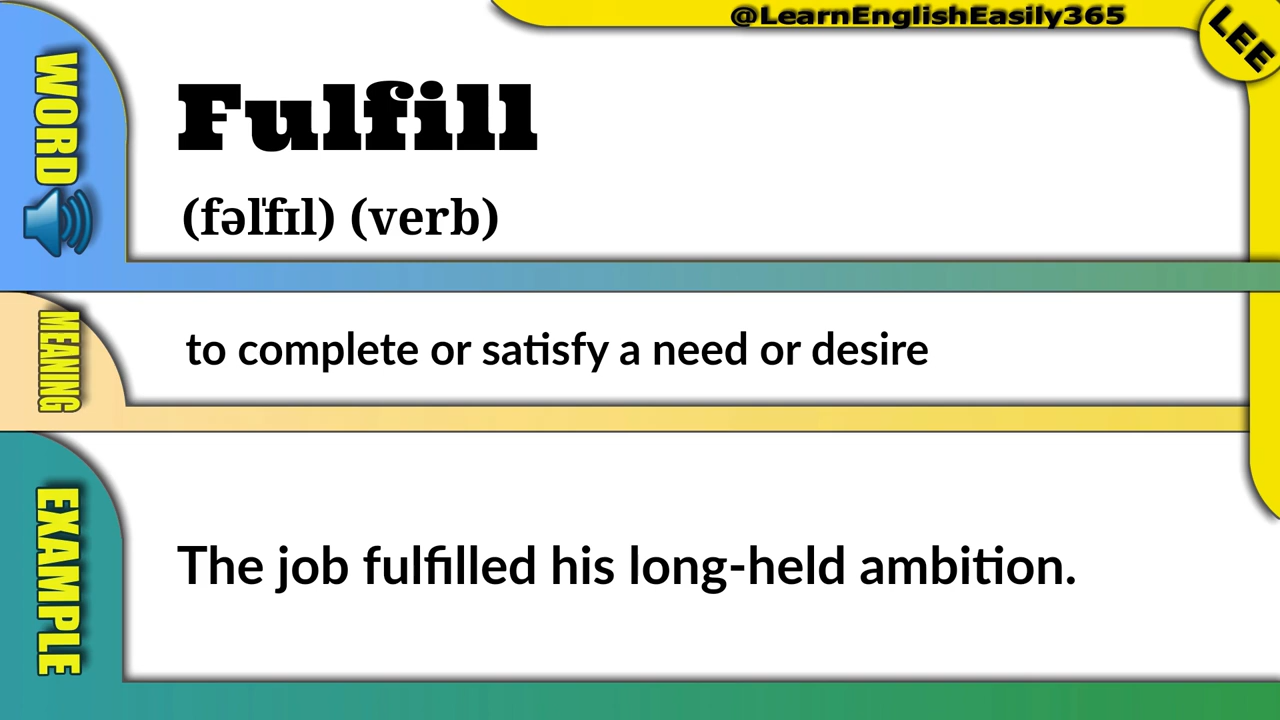 @LearnEnglishEasily365
LEE
WORD
Fulfill
(fəlˈfɪl) (verb)
MEANING
to complete or satisfy a need or desire
EXAMPLE
The job fulfilled his long-held ambition.